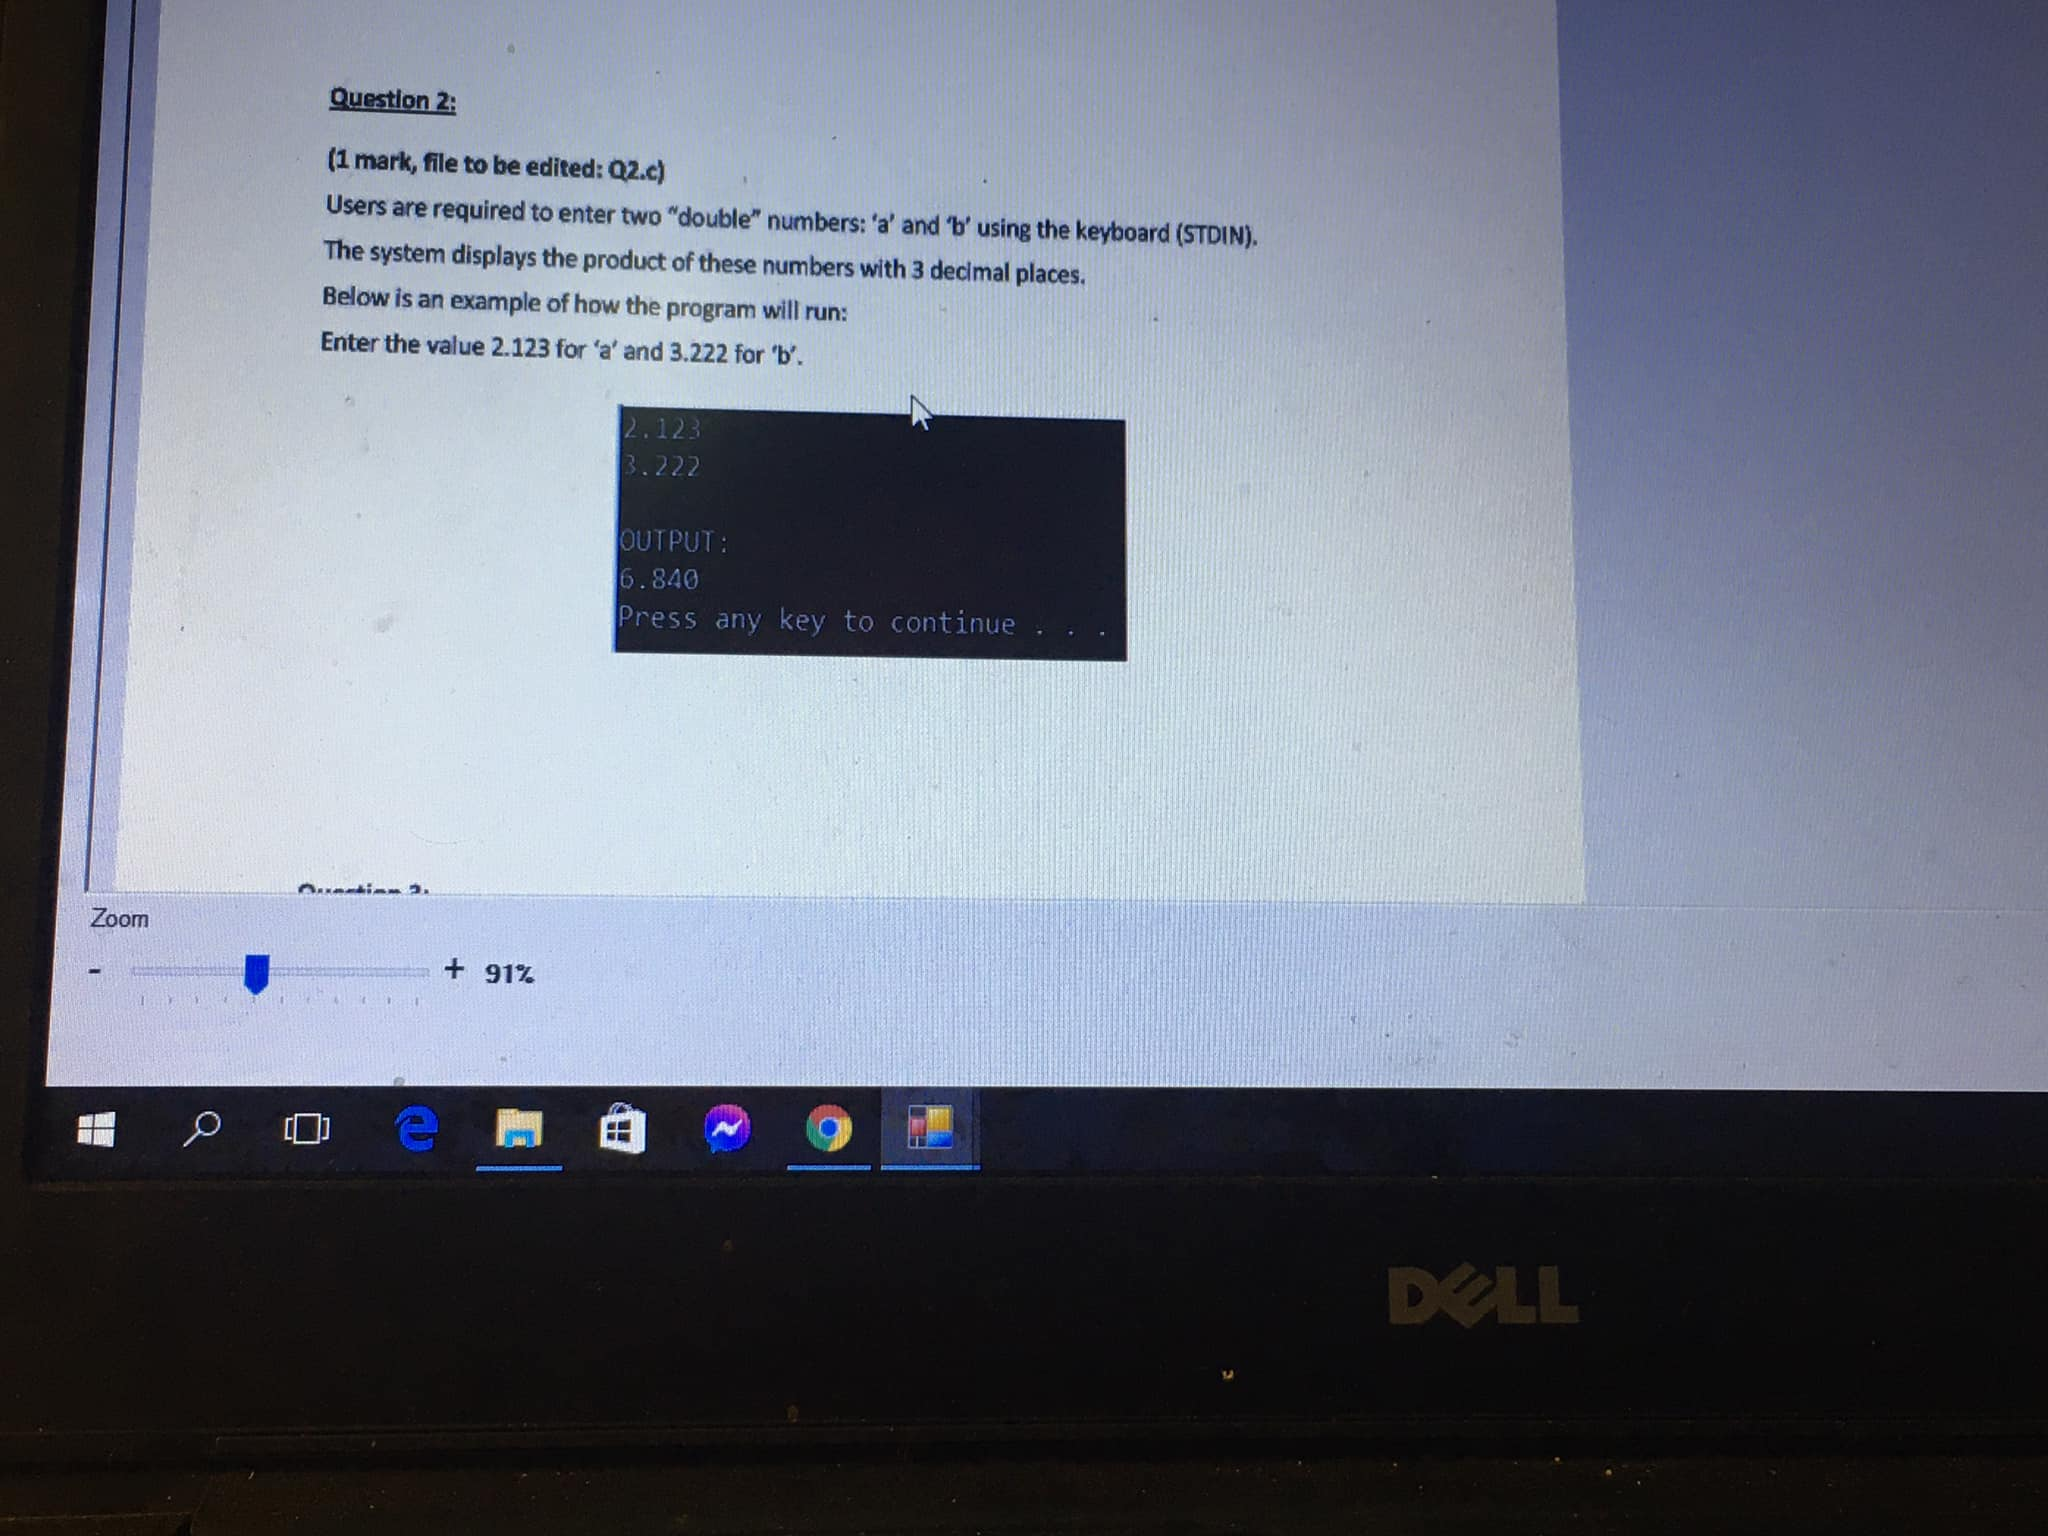 Question 2:
(1 mark, file to be edited: Q2.c)
Users are required to enter two "double" numbers: 'a' and 'b' using the keyboard (STDIN).
The system displays the product of these numbers with 3 decimal places.
Below is an example of how the program will run:
Enter the value 2.123 for 'a' and 3.222 for 'b'.
2.123
3.222
OUTPUT:
6.840
Press any key to continue . . .
Zoom
- + 91%
DELL